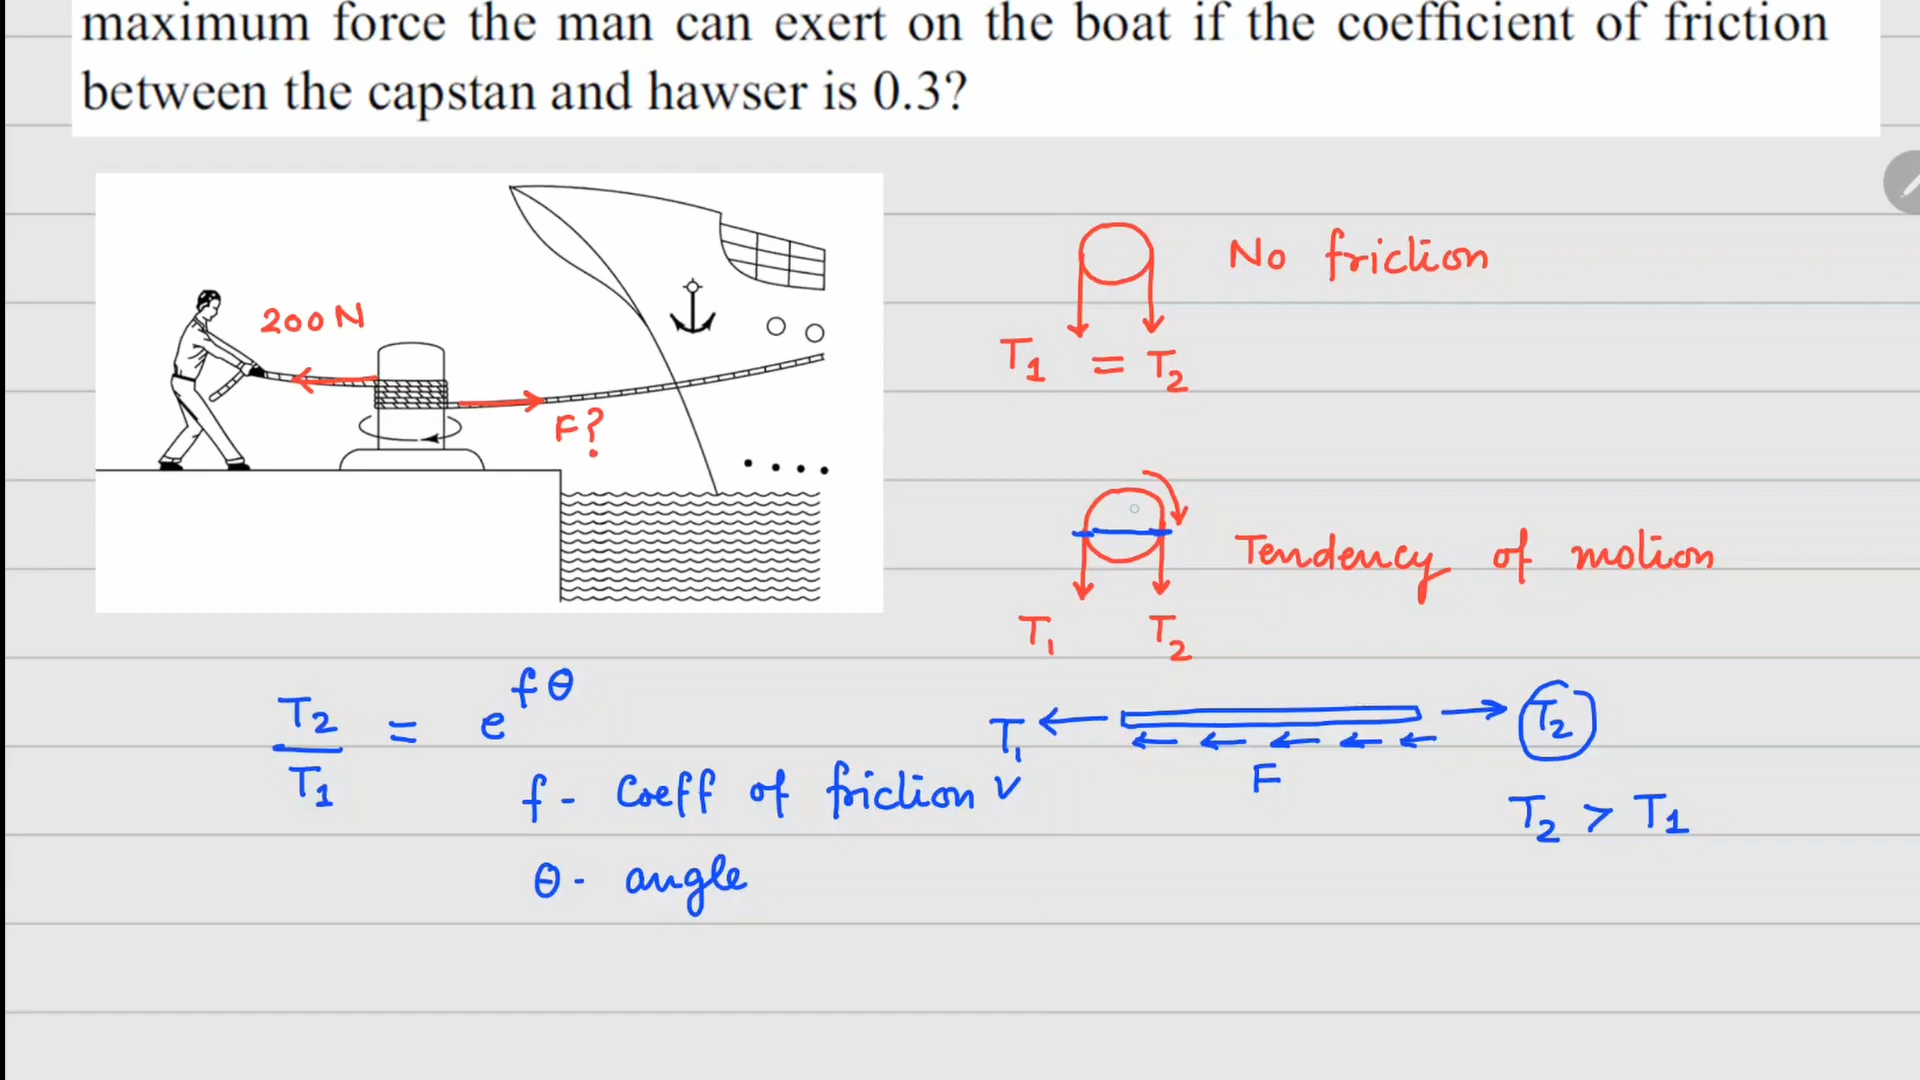 maximum force the man can exert on the boat if the coefficient of friction
between the capstan and hawser is 0.3?
200 N
F?
No friction
T1 = T2
Tendency of motion
T1 T2
T2 / T1 = e^fθ
f - Coeff of friction
θ - angle
T1 T2
F
T2 > T1